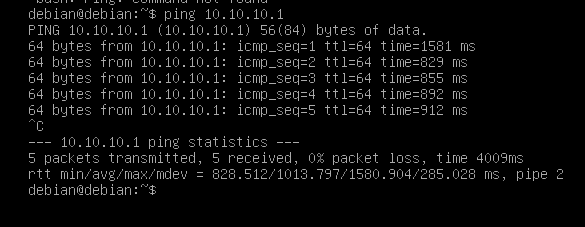 debian@debian:~$ ping 10.10.10.1
PING 10.10.10.1 (10.10.10.1) 56(84) bytes of data.
64 bytes from 10.10.10.1: icmp_seq=1 ttl=64 time=1581 ms
64 bytes from 10.10.10.1: icmp_seq=2 ttl=64 time=829 ms
64 bytes from 10.10.10.1: icmp_seq=3 ttl=64 time=855 ms
64 bytes from 10.10.10.1: icmp_seq=4 ttl=64 time=892 ms
64 bytes from 10.10.10.1: icmp_seq=5 ttl=64 time=912 ms
^C
--- 10.10.10.1 ping statistics ---
5 packets transmitted, 5 received, 0% packet loss, time 4009ms
rtt min/avg/max/mdev = 828.512/1013.797/1580.904/285.028 ms, pipe 2
debian@debian:~$